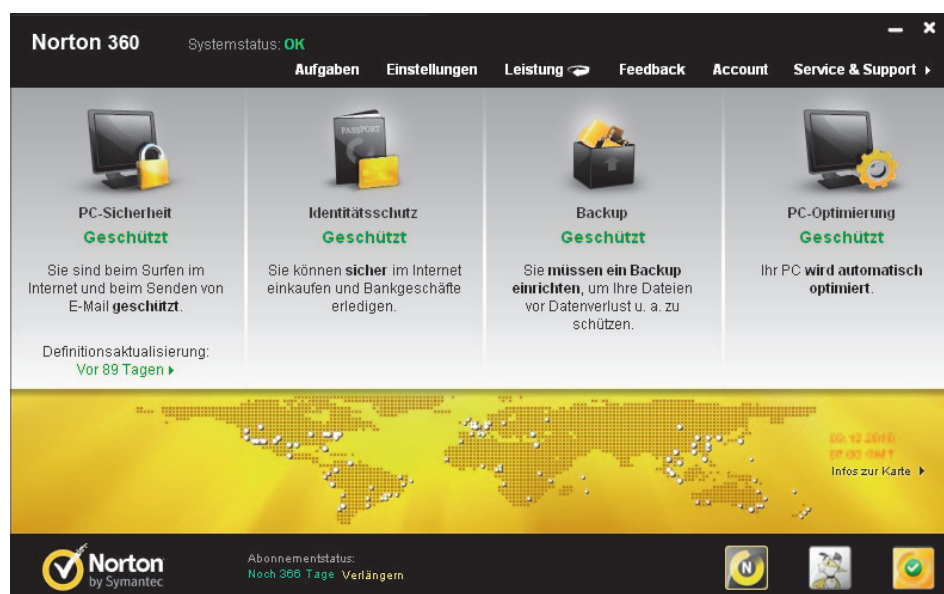 Norton 360
Systemstatus: OK
Aufgaben Einstellungen Leistung Feedback Account Service & Support
PASSPORT
PC-Sicherheit
Geschützt
Sie sind beim Surfen im
Internet und beim Senden von
E-Mail geschützt.
Definitionsaktualisierung:
Vor 89 Tagen
Identitätsschutz
Geschützt
Sie können sicher im Internet
einkaufen und Bankgeschäfte
erledigen.
Backup
Geschützt
Sie müssen ein Backup
einrichten, um Ihre Dateien
vor Datenverlust u. a. zu
schützen.
PC-Optimierung
Geschützt
Ihr PC wird automatisch
optimiert.
Infos zur Karte
Norton
by Symantec
Abonnementstatus:
Noch 366 Tage Verlängern
N